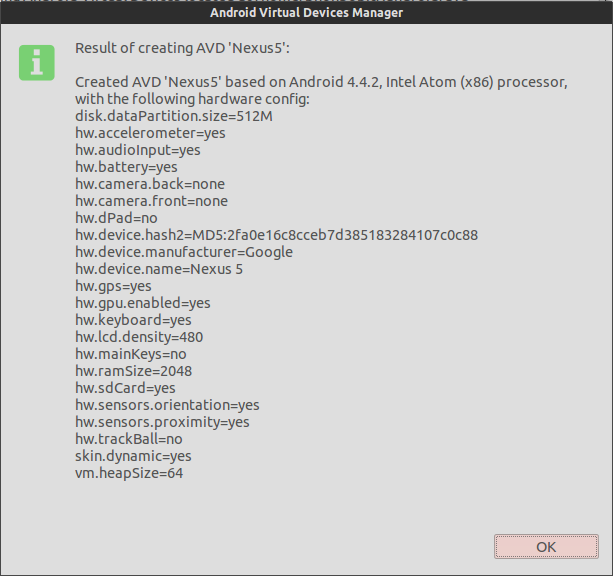 Android Virtual Devices Manager
Result of creating AVD 'Nexus5':
Created AVD 'Nexus5' based on Android 4.4.2, Intel Atom (x86) processor,
with the following hardware config:
disk.dataPartition.size=512M
hw.accelerometer=yes
hw.audioInput=yes
hw.battery=yes
hw.camera.back=none
hw.camera.front=none
hw.dPad=no
hw.device.hash2=MD5:2fa0e16c8cceb7d385183284107c0c88
hw.device.manufacturer=Google
hw.device.name=Nexus 5
hw.gps=yes
hw.gpu.enabled=yes
hw.keyboard=yes
hw.lcd.density=480
hw.mainKeys=no
hw.ramSize=2048
hw.sdCard=yes
hw.sensors.orientation=yes
hw.sensors.proximity=yes
hw.trackBall=no
skin.dynamic=yes
vm.heapSize=64
OK